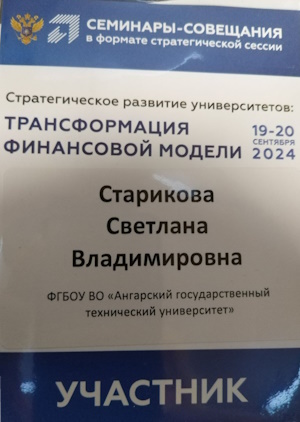 СЕМИНАРЫ-СОВЕЩАНИЯ
в формате стратегической сессии
Стратегическое развитие университетов:
ТРАНСФОРМАЦИЯ
ФИНАНСОВОЙ МОДЕЛИ
19-20
СЕНТЯБРЯ
2024
Старикова
Светлана
Владимировна
ФГБОУ ВО «Ангарский государственный
технический университет»
УЧАСТНИК